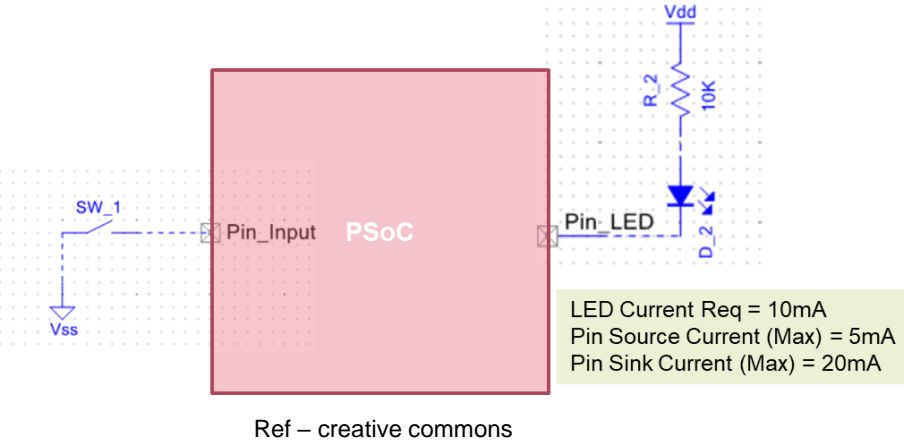 Vdd
R_2
10K
SW_1
Pin_Input
PSoC
Pin_LED
D_2
Vss
LED Current Req = 10mA
Pin Source Current (Max) = 5mA
Pin Sink Current (Max) = 20mA
Ref – creative commons